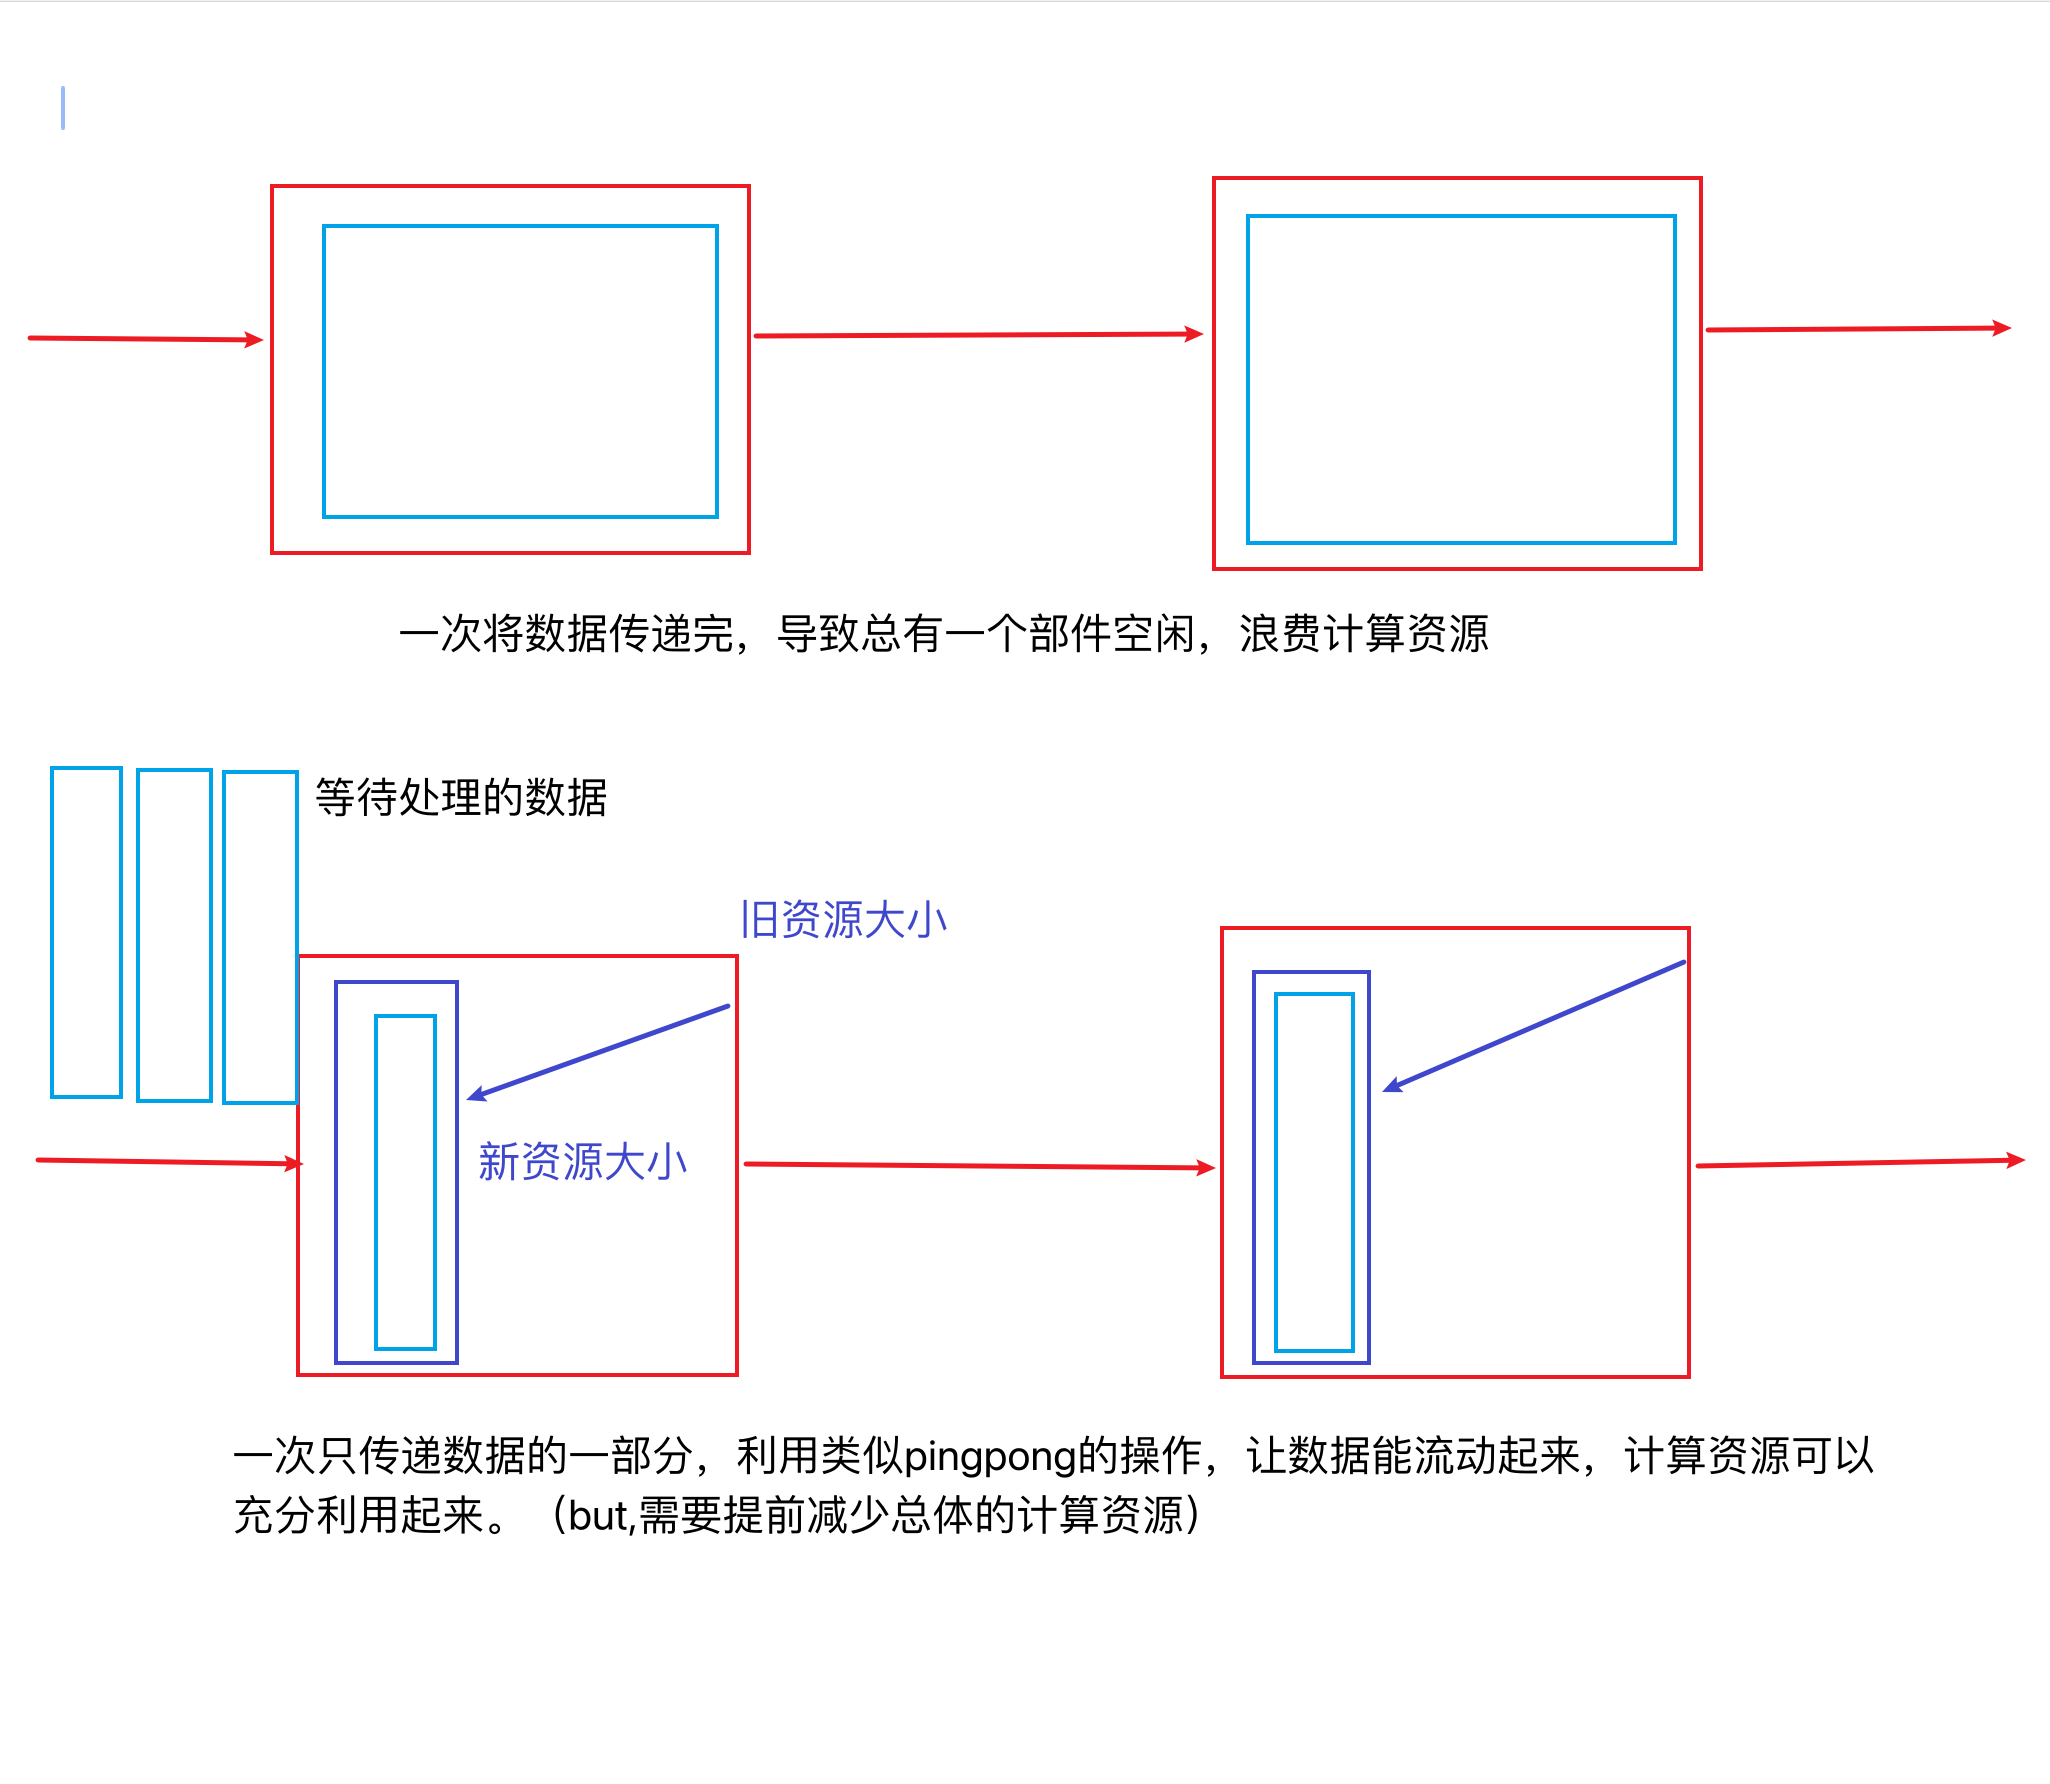 一次将数据传递完，导致总有一个部件空闲，浪费计算资源
等待处理的数据
旧资源大小
新资源大小
一次只传递数据的一部分，利用类似pingpong的操作，让数据能流动起来，计算资源可以
充分利用起来。（but,需要提前减少总体的计算资源）